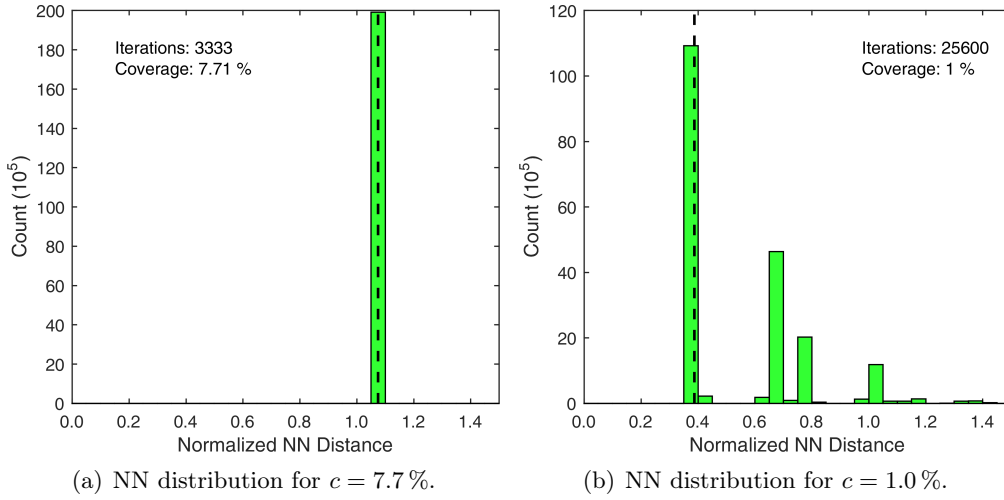 200
180
160
140
120
100
80
60
40
20
0
Count (10^5)
Iterations: 3333
Coverage: 7.71 %
0.0 0.2 0.4 0.6 0.8 1.0 1.2 1.4
Normalized NN Distance
(a) NN distribution for c = 7.7 %.
120
100
80
60
40
20
0
Count (10^5)
Iterations: 25600
Coverage: 1 %
0.0 0.2 0.4 0.6 0.8 1.0 1.2 1.4
Normalized NN Distance
(b) NN distribution for c = 1.0 %.